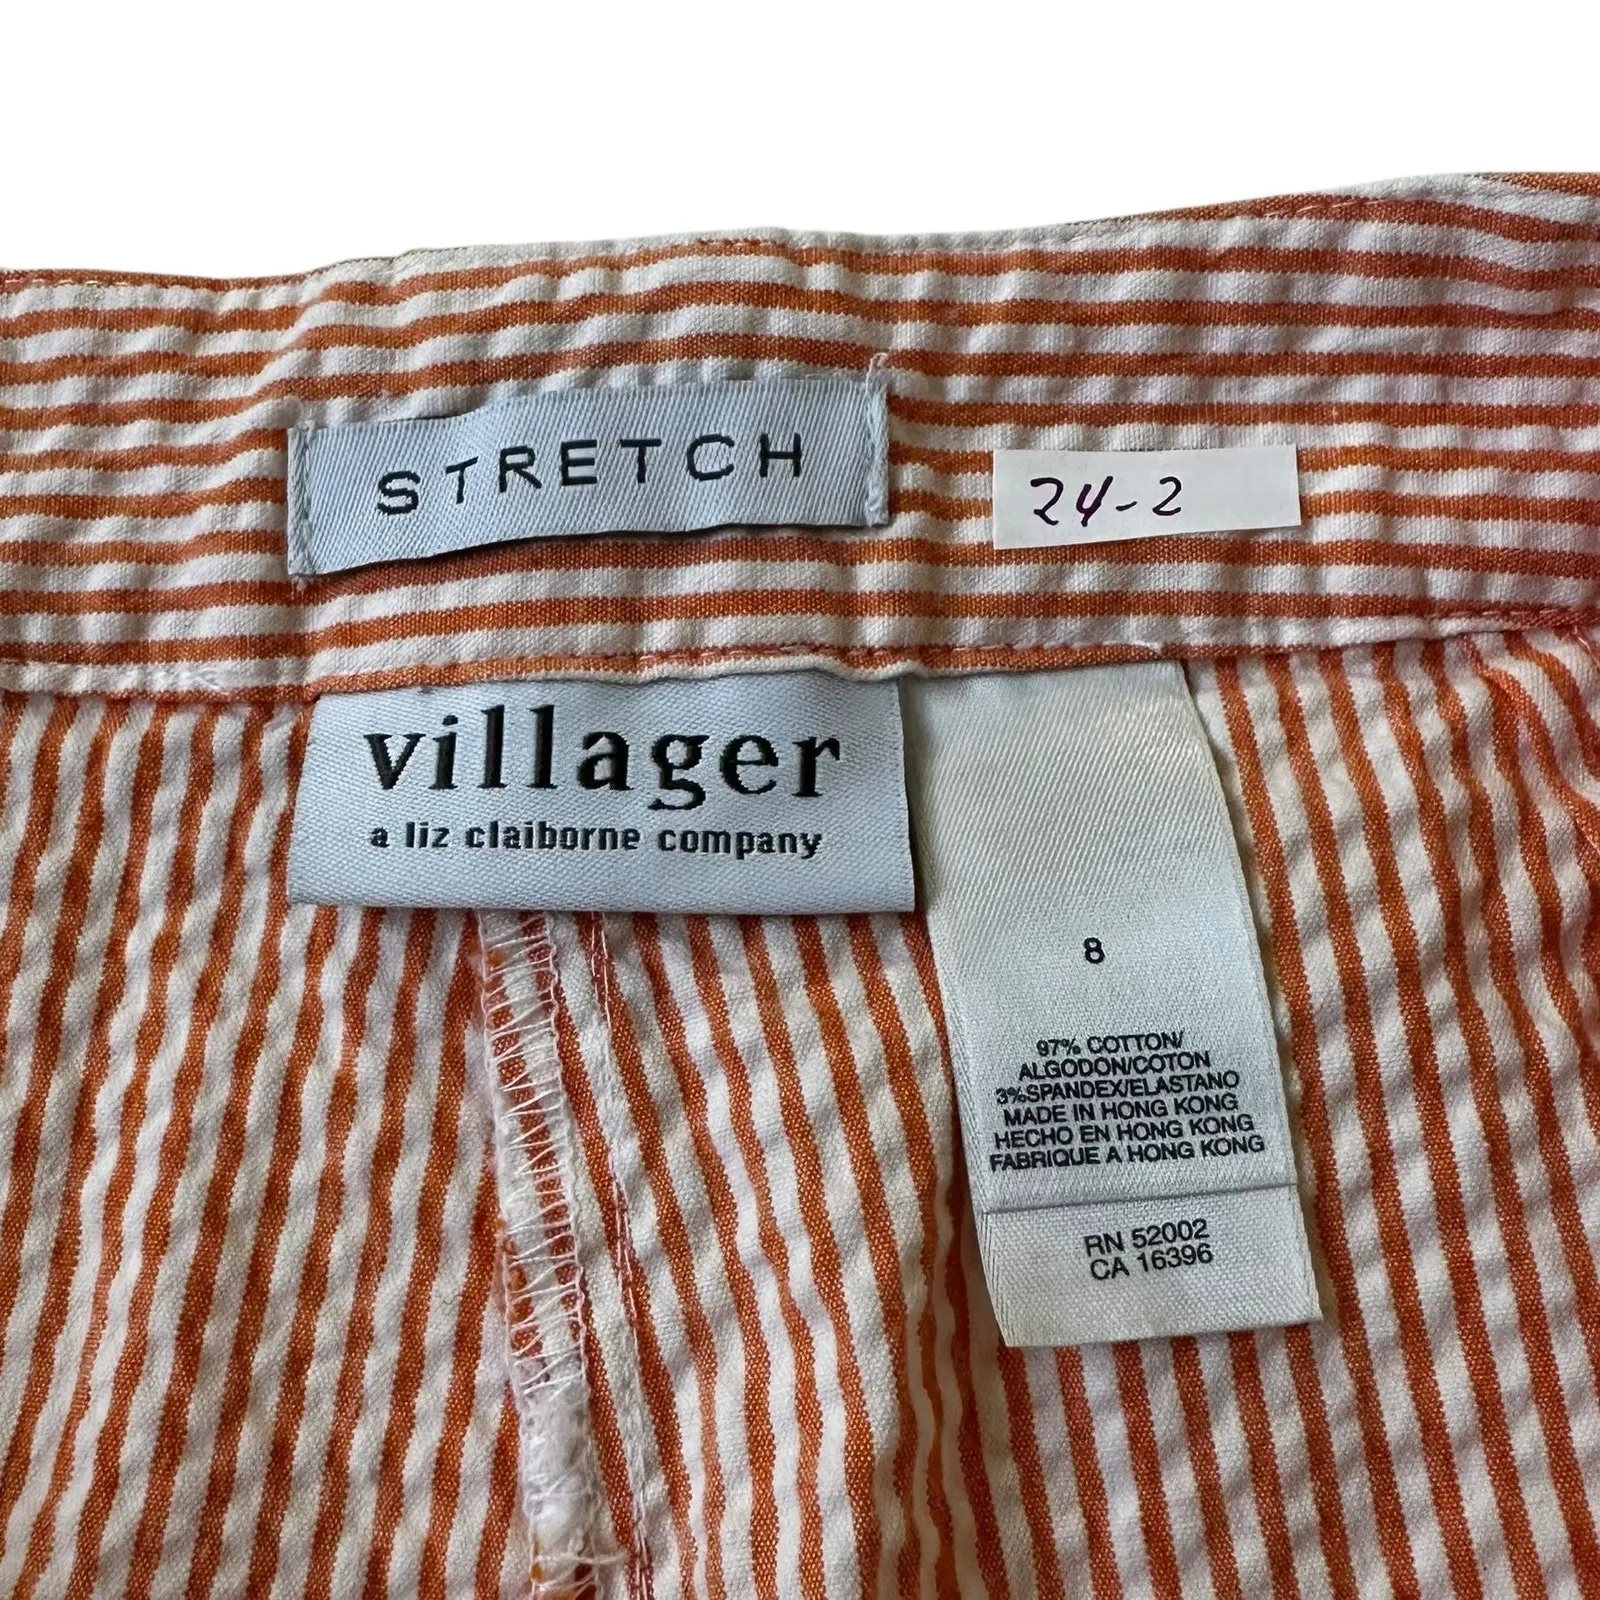 STRETCH
24-2
villager
a liz claiborne company
8
97% COTTON/
ALGODON/COTON
3%SPANDEX/ELASTANO
MADE IN HONG KONG
HECHO EN HONG KONG
FABRIQUE A HONG KONG
RN 52002
CA 16396